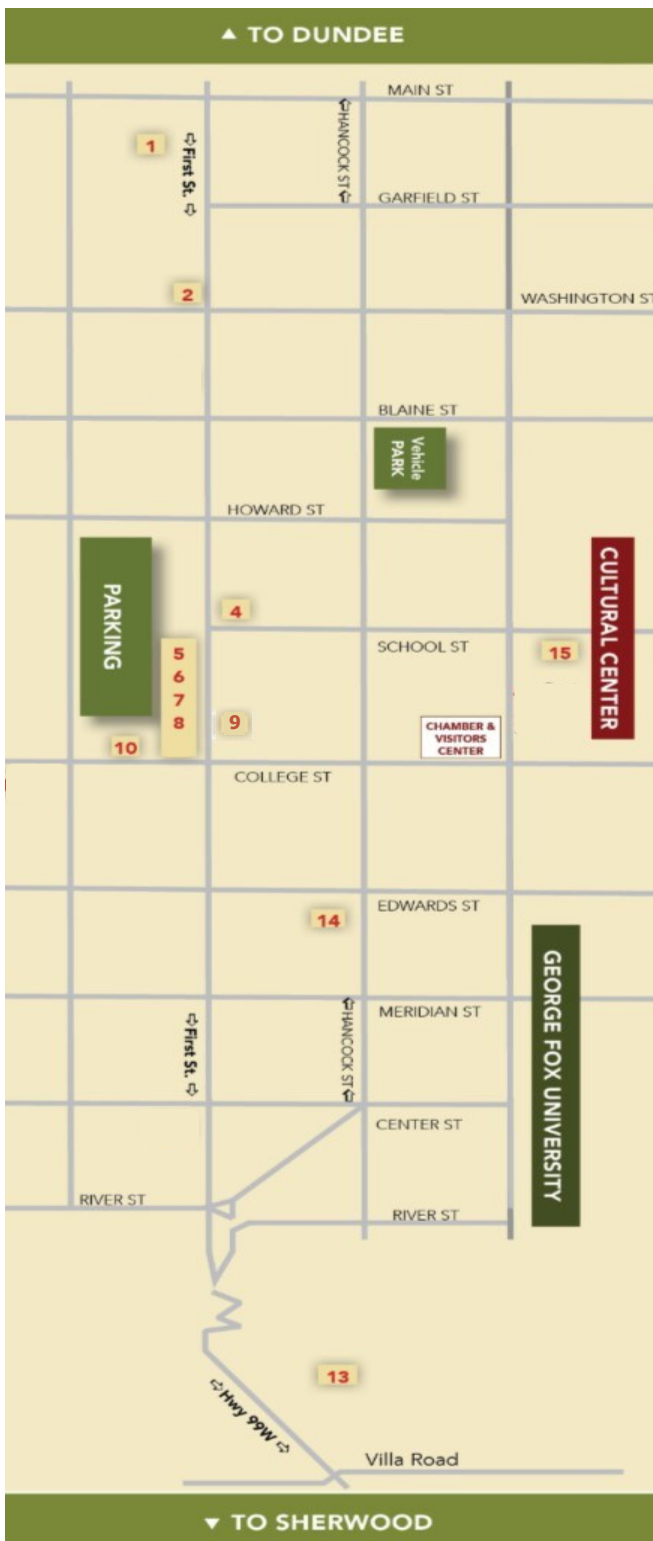 ▲ TO DUNDEE
MAIN ST
1
⇨First St. ⇨
⇦HANCOCK ST⇦
GARFIELD ST
2
WASHINGTON ST
BLAINE ST
Vehicle
PARK
HOWARD ST
PARKING
CULTURAL CENTER
4
SCHOOL ST
15
5
6
7
8
9
10
CHAMBER &
VISITORS
CENTER
COLLEGE ST
14
EDWARDS ST
GEORGE FOX UNIVERSITY
⇨First St. ⇨
⇦HANCOCK ST⇦
MERIDIAN ST
CENTER ST
RIVER ST
RIVER ST
13
⇨Hwy 99W ⇨
Villa Road
▼ TO SHERWOOD